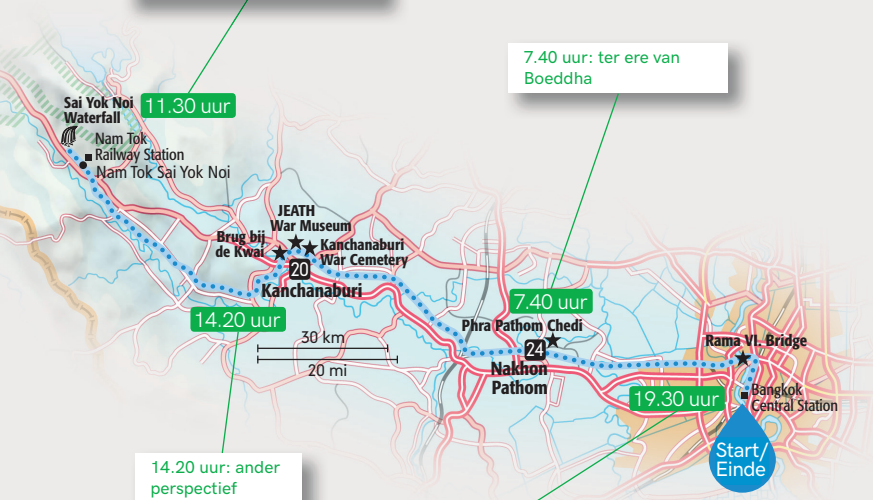 7.40 uur: ter ere van
Boeddha
Sai Yok Noi
Waterfall
11.30 uur
Nam Tok
Railway Station
Nam Tok Sai Yok Noi
JEATH
War Museum
Brug bij
de Kwai
Kanchanaburi
War Cemetery
20
Kanchanaburi
7.40 uur
14.20 uur
Phra Pathom Chedi
30 km
20 mi
24
Nakhon
Pathom
Rama VI. Bridge
19.30 uur
Bangkok
Central Station
Start/
Einde
14.20 uur: ander
perspectief